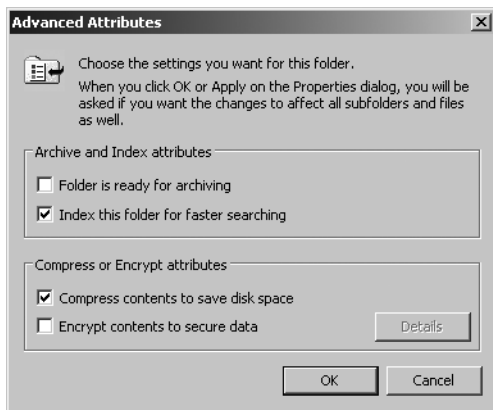 Advanced Attributes
Choose the settings you want for this folder.
When you click OK or Apply on the Properties dialog, you will be
asked if you want the changes to affect all subfolders and files
as well.
Archive and Index attributes
Folder is ready for archiving
Index this folder for faster searching
Compress or Encrypt attributes
Compress contents to save disk space
Encrypt contents to secure data
Details
OK
Cancel